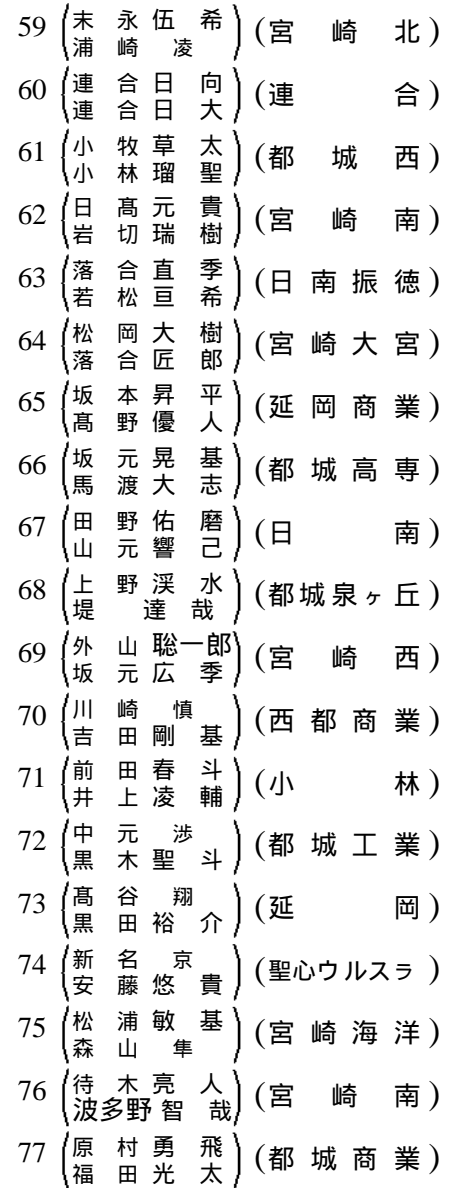 59 末永伍希 (宮崎北)
浦崎凌
60 連合日向 (連合)
連合日大
61 小牧草太 (都城西)
小林瑠聖
62 日髙元貴 (宮崎南)
岩切瑞樹
63 落合直季 (日南振徳)
若松亘希
64 松岡大樹 (宮崎大宮)
落合匠郎
65 坂本昇平 (延岡商業)
髙野優人
66 坂元晃基 (都城高専)
馬渡大志
67 田野佑磨 (日南)
山元響己
68 上野渓水 (都城泉ヶ丘)
堤達哉
69 外山聡一郎 (宮崎西)
坂元広季
70 川崎慎 (西都商業)
吉田剛基
71 前田春斗 (小林)
井上凌輔
72 中元渉 (都城工業)
黒木聖斗
73 髙谷翔 (延岡)
黒田裕介
74 新名京 (聖心ウルスラ)
安藤悠貴
75 松浦敏基 (宮崎海洋)
森山隼
76 待木亮人 (宮崎南)
波多野智哉
77 原村勇飛 (都城商業)
福田光太